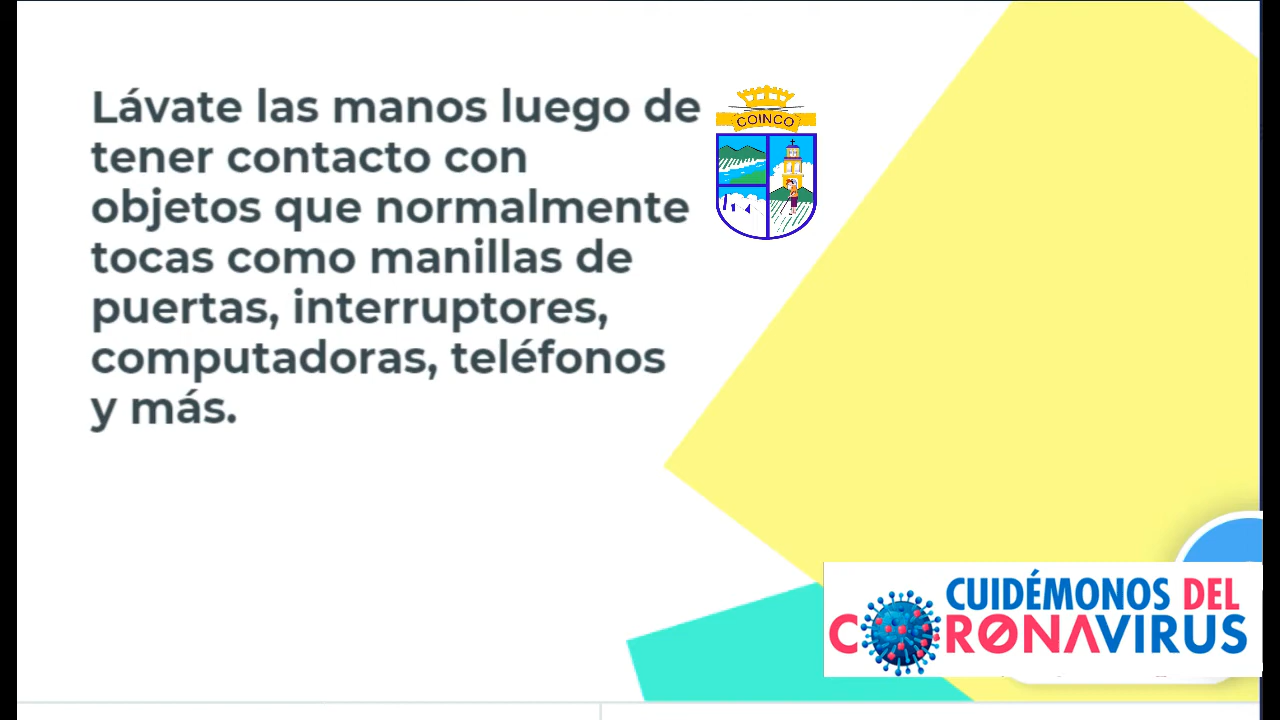 Lávate las manos luego de
tener contacto con
objetos que normalmente
tocas como manillas de
puertas, interruptores,
computadoras, teléfonos
y más.
COINCO
CUIDÉMONOS DEL
CORONAVIRUS